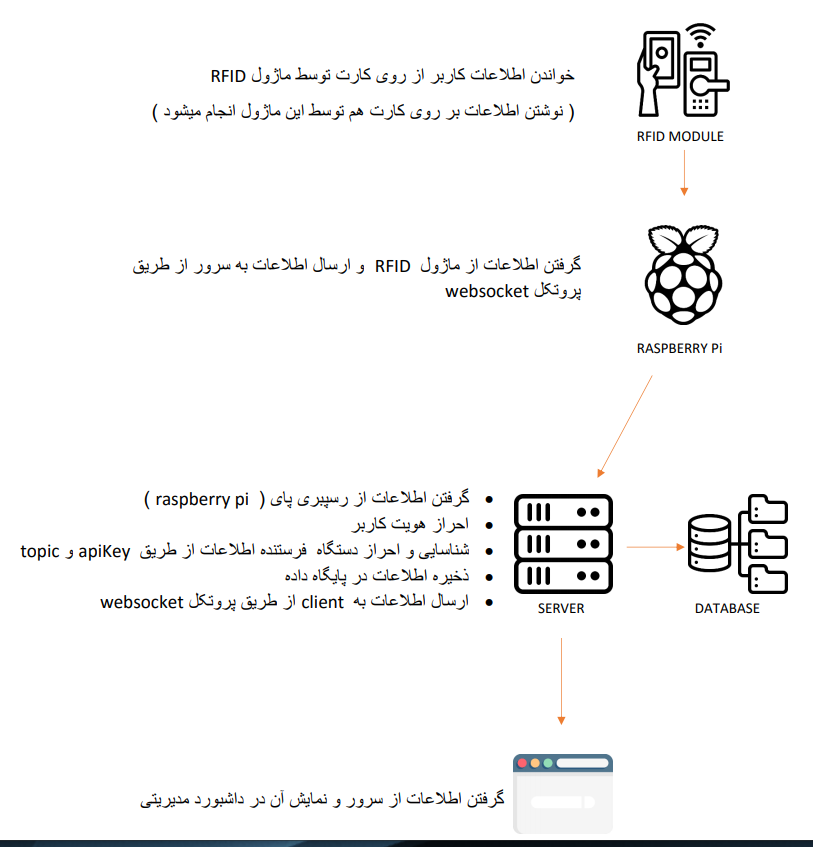 خواندن اطلاعات کاربر از روی کارت توسط ماژول RFID
( نوشتن اطلاعات بر روی کارت هم توسط این ماژول انجام میشود )
RFID MODULE
گرفتن اطلاعات از ماژول RFID و ارسال اطلاعات به سرور از طریق
پروتکل websocket
RASPBERRY Pi
• گرفتن اطلاعات از رسپبری پای ( raspberry pi )
• احراز هویت کاربر
• شناسایی و احراز دستگاه فرستنده اطلاعات از طریق apiKey و topic
• ذخیره اطلاعات در پایگاه داده
• ارسال اطلاعات به client از طریق پروتکل websocket
SERVER
DATABASE
گرفتن اطلاعات از سرور و نمایش آن در داشبورد مدیریتی